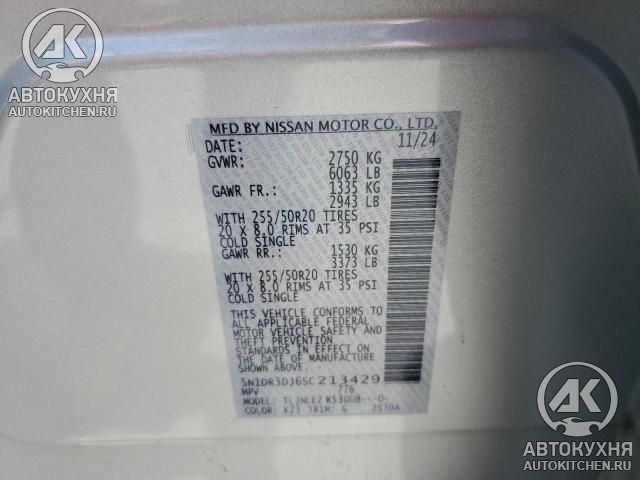 АВТОКУХНЯ
AUTOKITCHEN.RU
MFD BY NISSAN MOTOR CO., LTD.
DATE: 11/24
GVWR: 2750 KG
6063 LB
GAWR FR.: 1335 KG
2943 LB
WITH 255/50R20 TIRES
20 X 8.0 RIMS AT 35 PSI
COLD SINGLE
GAWR RR.: 1530 KG
3373 LB
WITH 255/50R20 TIRES
20 X 8.0 RIMS AT 35 PSI
COLD SINGLE
THIS VEHICLE CONFORMS TO
ALL APPLICABLE FEDERAL
MOTOR VEHICLE SAFETY AND
THEFT PREVENTION
STANDARDS IN EFFECT ON
THE DATE OF MANUFACTURE
SHOWN ABOVE.
5N1DR3DJ6SC213429
MPV 776
MODEL:
COLOR: K23 TRIM: G 2530A
АВТОКУХНЯ
AUTOKITCHEN.RU